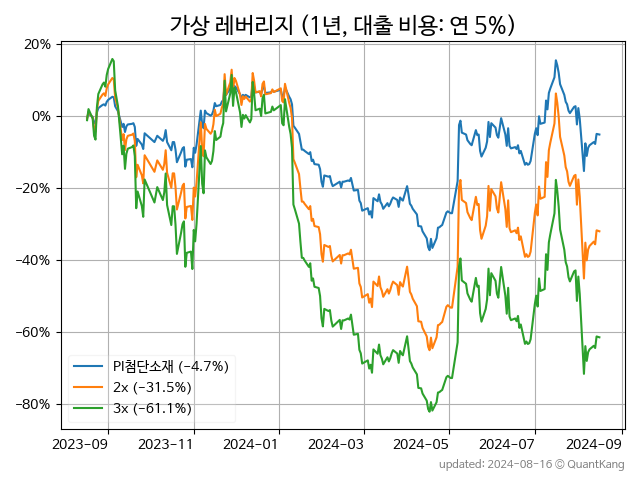 가상 레버리지 (1년, 대출 비용: 연 5%)
20%
0%
−20%
−40%
−60%
−80%
PI첨단소재 (−4.7%)
2x (−31.5%)
3x (−61.1%)
2023-09 2023-11 2024-01 2024-03 2024-05 2024-07 2024-09
updated: 2024-08-16 © QuantKang